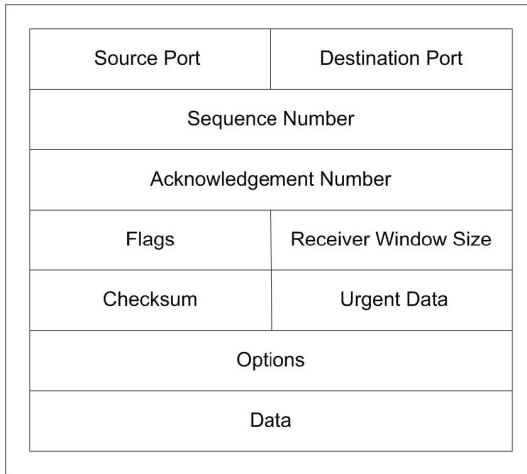 Source Port Destination Port
Sequence Number
Acknowledgement Number
Flags Receiver Window Size
Checksum Urgent Data
Options
Data